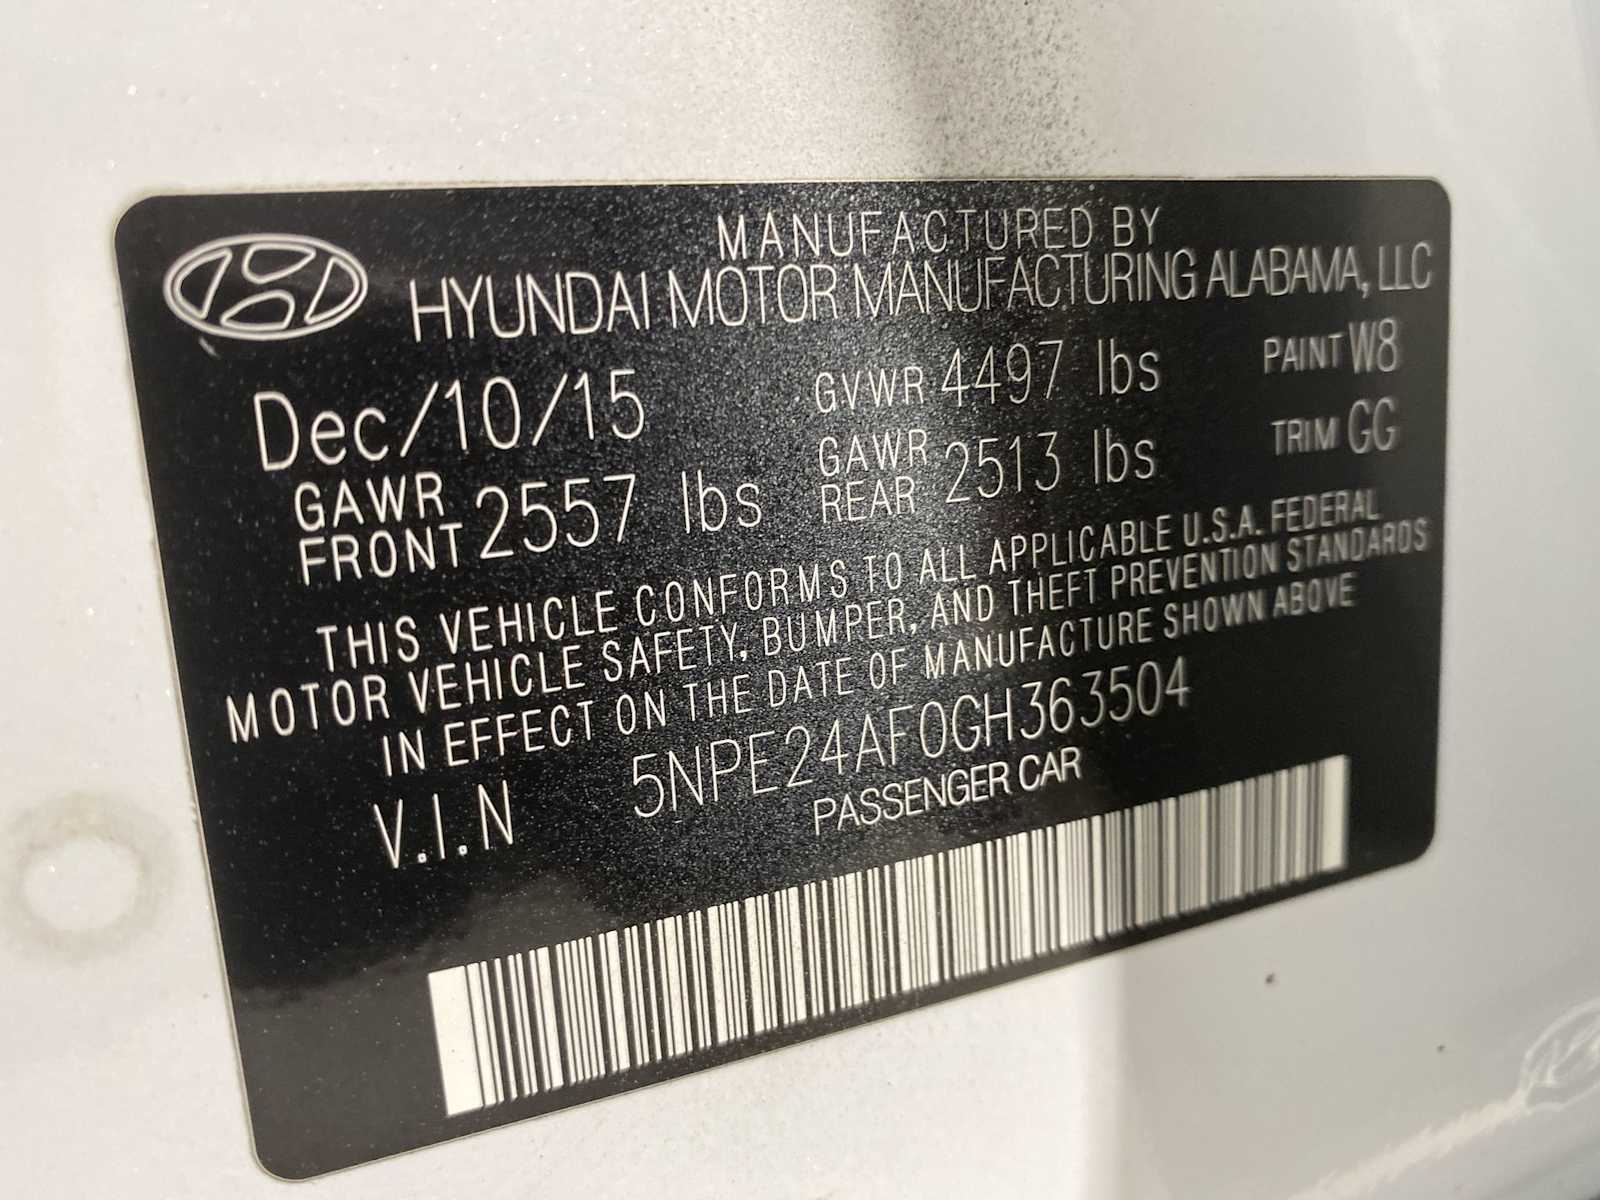 MANUFACTURED BY
HYUNDAI MOTOR MANUFACTURING ALABAMA, LLC
Dec/10/15 GVWR 4497 lbs PAINT W8
GAWR FRONT 2557 lbs GAWR REAR 2513 lbs TRIM GG
THIS VEHICLE CONFORMS TO ALL APPLICABLE U.S.A. FEDERAL
MOTOR VEHICLE SAFETY, BUMPER, AND THEFT PREVENTION STANDARDS
IN EFFECT ON THE DATE OF MANUFACTURE SHOWN ABOVE
V.I.N 5NPE24AF0GH363504
PASSENGER CAR